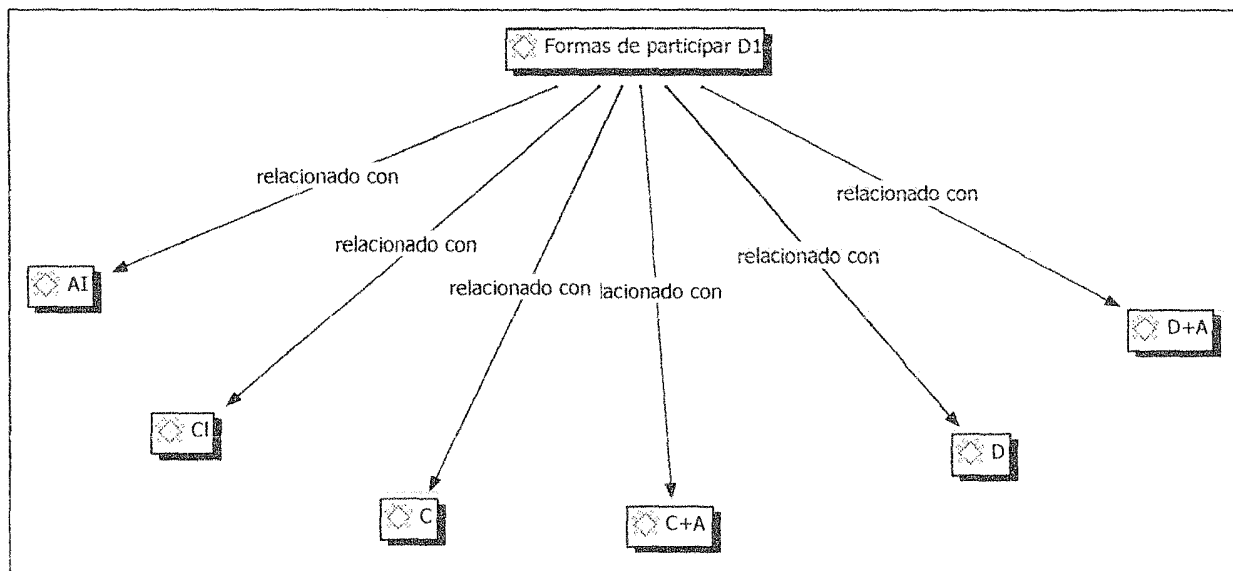 Formas de participar D1
relacionado con
relacionado con
relacionado con
relacionado con
relacionado con
lacionado con
AI
D+A
CI
D
C
C+A